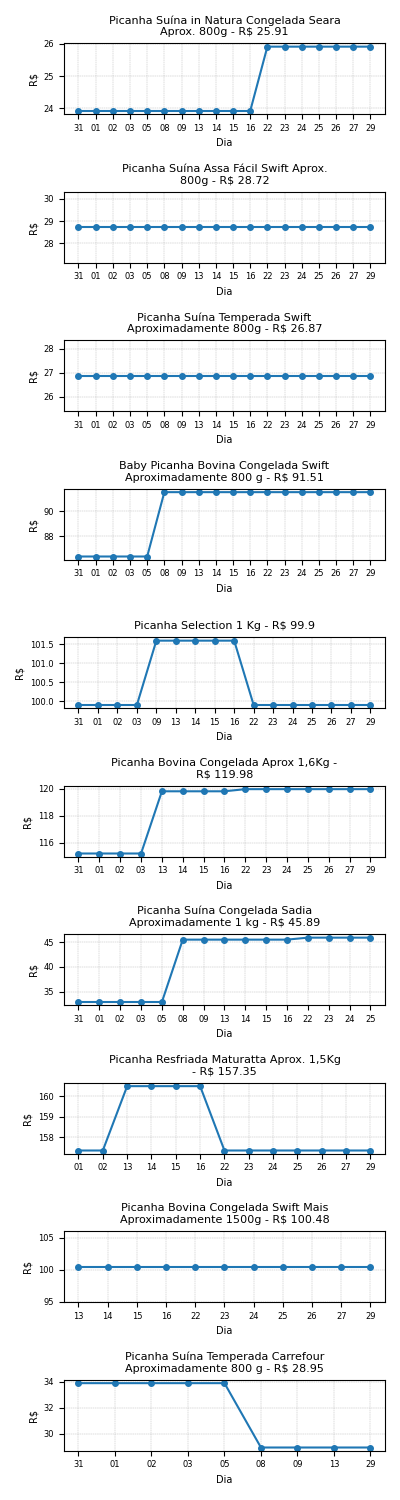 Picanha Suína in Natura Congelada Seara
Aprox. 800g - R$ 25.91
26
25
24
R$
31 01 02 03 05 08 09 13 14 15 16 22 23 24 25 26 27 29
Dia
Picanha Suína Assa Fácil Swift Aprox.
800g - R$ 28.72
30
29
28
R$
31 01 02 03 05 08 09 13 14 15 16 22 23 24 25 26 27 29
Dia
Picanha Suína Temperada Swift
Aproximadamente 800g - R$ 26.87
28
27
26
R$
31 01 02 03 05 08 09 13 14 15 16 22 23 24 25 26 27 29
Dia
Baby Picanha Bovina Congelada Swift
Aproximadamente 800 g - R$ 91.51
90
88
R$
31 01 02 03 05 08 09 13 14 15 16 22 23 24 25 26 27 29
Dia
Picanha Selection 1 Kg - R$ 99.9
101.5
101.0
100.5
100.0
R$
31 01 02 03 09 13 14 15 16 22 23 24 25 26 27 29
Dia
Picanha Bovina Congelada Aprox 1,6Kg -
R$ 119.98
120
118
116
R$
31 01 02 03 13 14 15 16 22 23 24 25 26 27 29
Dia
Picanha Suína Congelada Sadia
Aproximadamente 1 kg - R$ 45.89
45
40
35
R$
31 01 02 03 05 08 09 13 14 15 16 22 23 24 25
Dia
Picanha Resfriada Maturatta Aprox. 1,5Kg
- R$ 157.35
160
159
158
R$
01 02 13 14 15 16 22 23 24 25 26 27 29
Dia
Picanha Bovina Congelada Swift Mais
Aproximadamente 1500g - R$ 100.48
105
100
95
R$
13 14 15 16 22 23 24 25 26 27 29
Dia
Picanha Suína Temperada Carrefour
Aproximadamente 800 g - R$ 28.95
34
32
30
R$
31 01 02 03 05 08 09 13 29
Dia